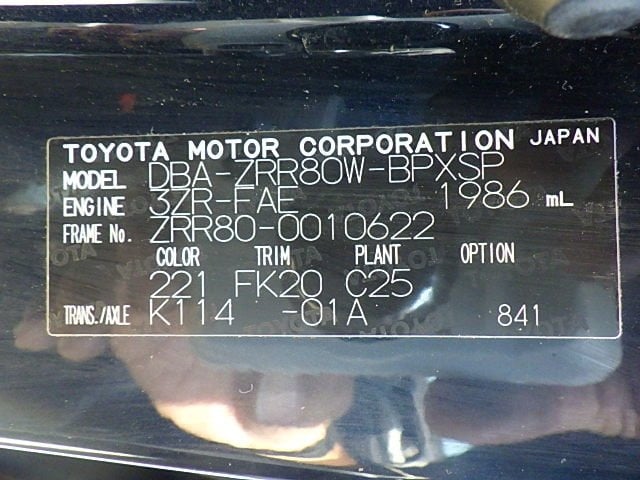 TOYOTA MOTOR CORPORATION JAPAN
MODEL DBA-ZRR80W-BPXSP
ENGINE 3ZR-FAE 1986 mL
FRAME No. ZRR80-0010622
COLOR TRIM PLANT OPTION
221 FK20 C25
TRANS./AXLE K114 -01A 841